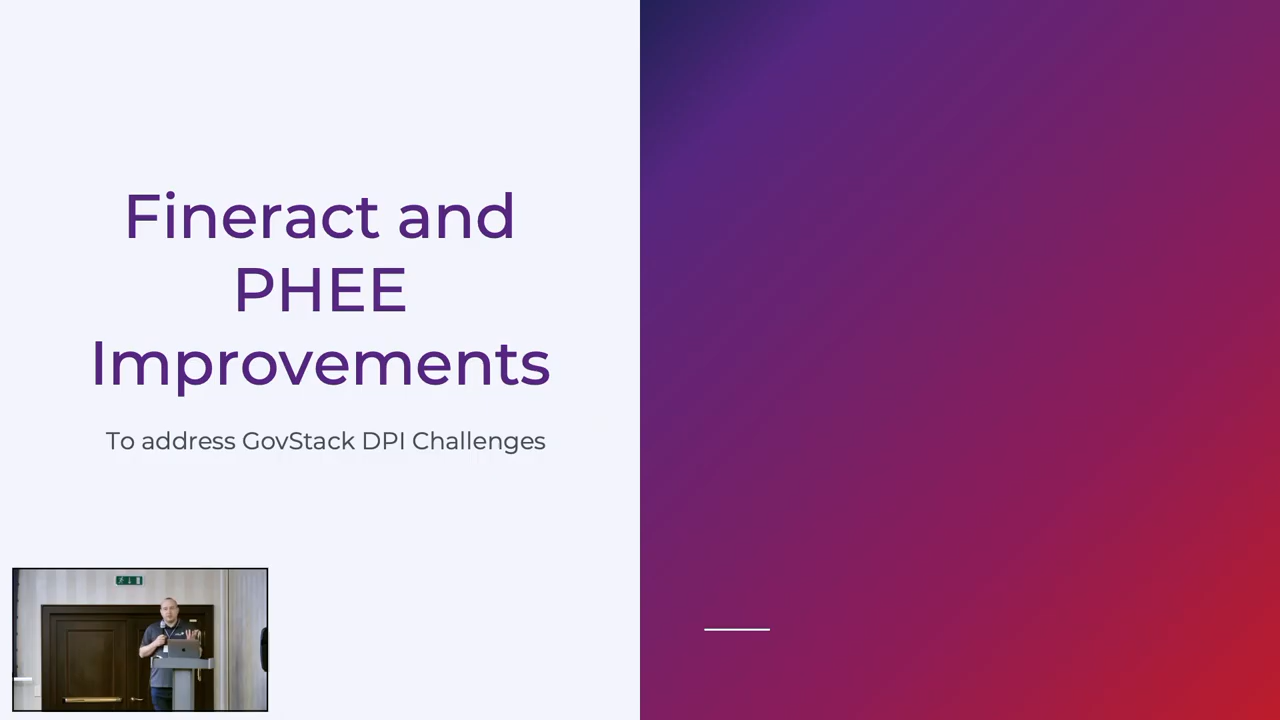 Fineract and
PHEE
Improvements
To address GovStack DPI Challenges